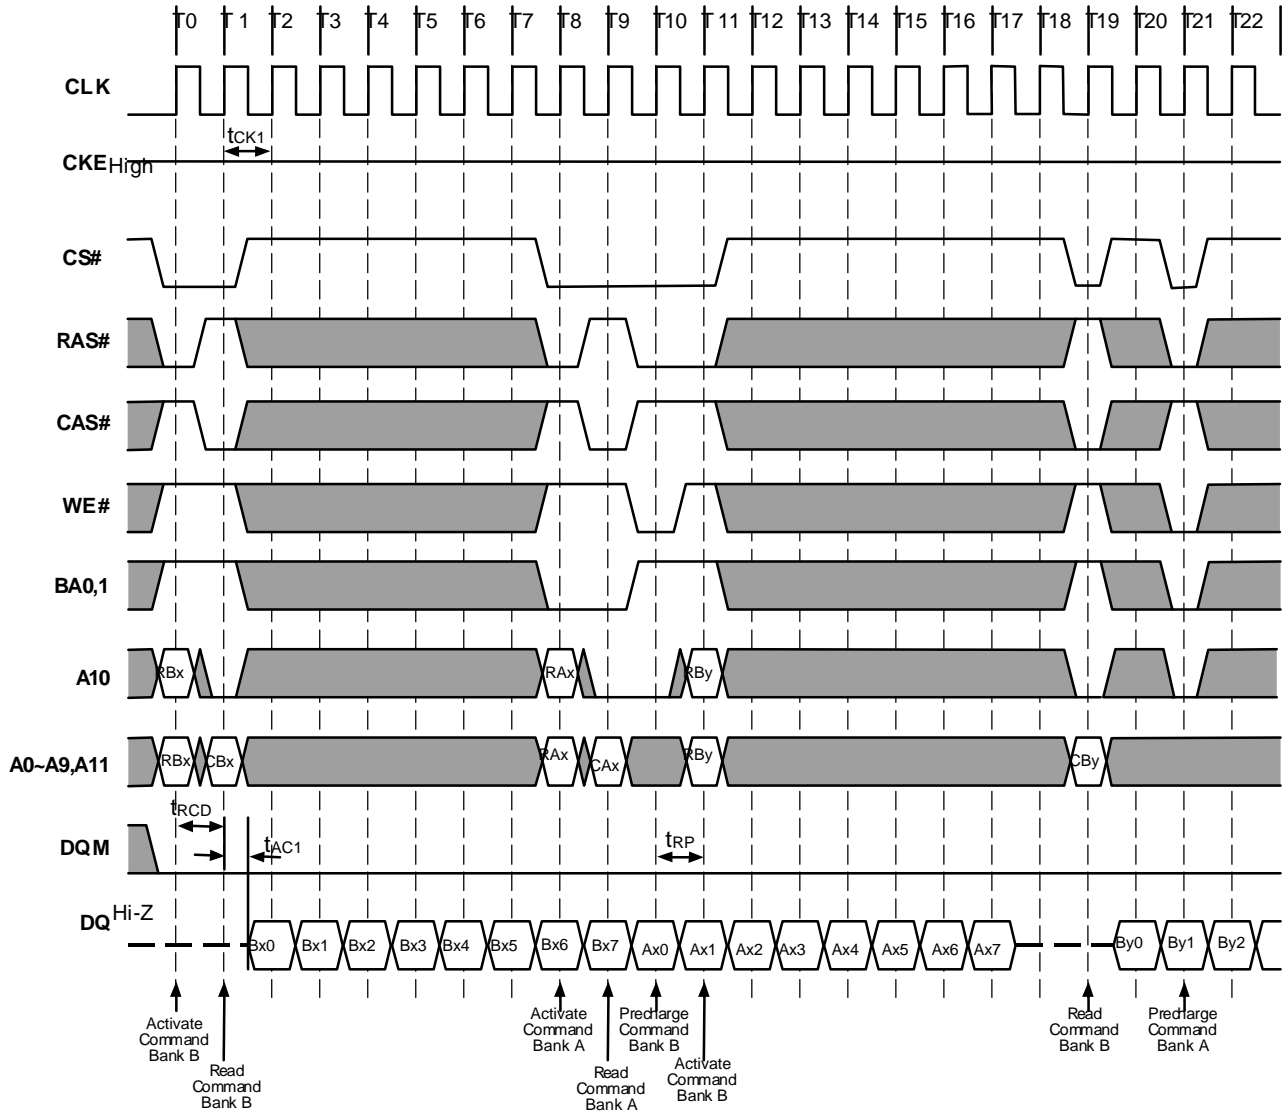 T0 T 1 T2 T3 T4 T5 T6 T7 T8 T9 T10 T 11 T12 T13 T14 T15 T16 T17 T18 T19 T20 T21 T22
CLK
tCK1
CKE High
CS#
RAS#
CAS#
WE#
BA0,1
A10 RBx RAx RBy
A0~A9,A11 RBx CBx RAx CAx RBy CBy
tRCD
DQM tAC1 tRP
DQ Hi-Z Bx0 Bx1 Bx2 Bx3 Bx4 Bx5 Bx6 Bx7 Ax0 Ax1 Ax2 Ax3 Ax4 Ax5 Ax6 Ax7 By0 By1 By2
Activate
Command
Bank B
Read
Command
Bank B
Activate
Command
Bank A
Read
Command
Bank A
Precharge
Command
Bank B
Activate
Command
Bank B
Read
Command
Bank B
Precharge
Command
Bank A